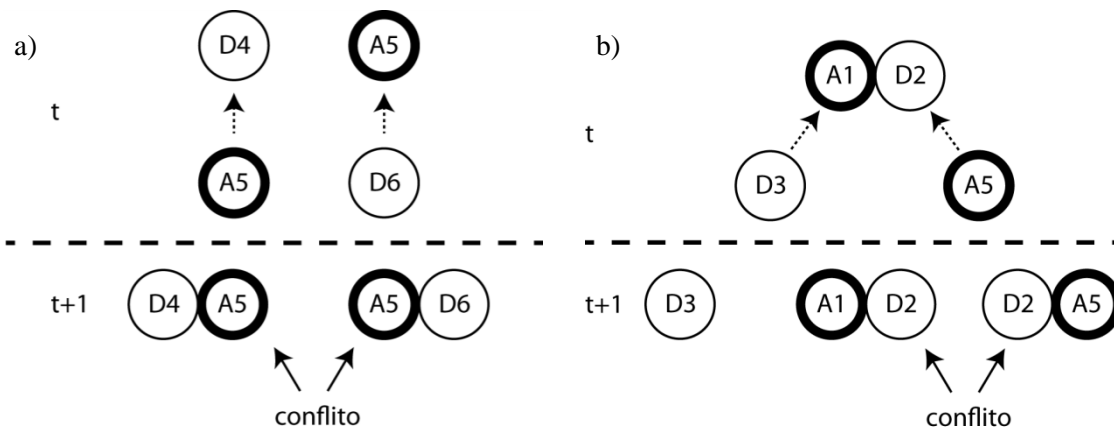 a)
D4 A5
t
A5 D6
t+1 D4 A5 A5 D6
conflito
b)
A1 D2
t
D3 A5
t+1 D3 A1 D2 D2 A5
conflito